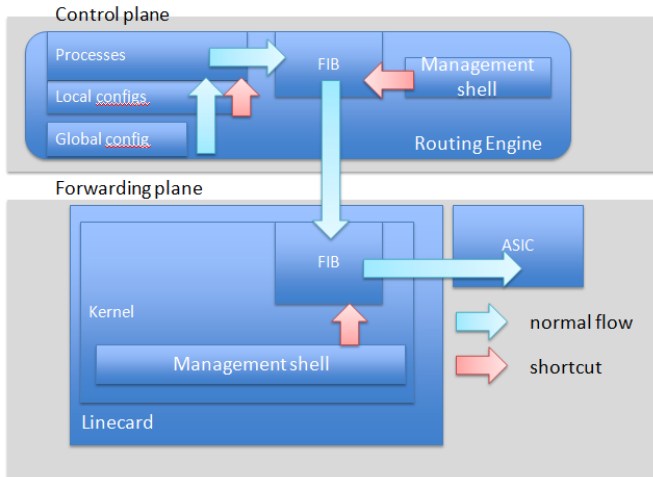 Control plane
Processes
FIB
Management
shell
Local configs
Global config
Routing Engine
Forwarding plane
FIB
ASIC
Kernel
normal flow
Management shell
shortcut
Linecard